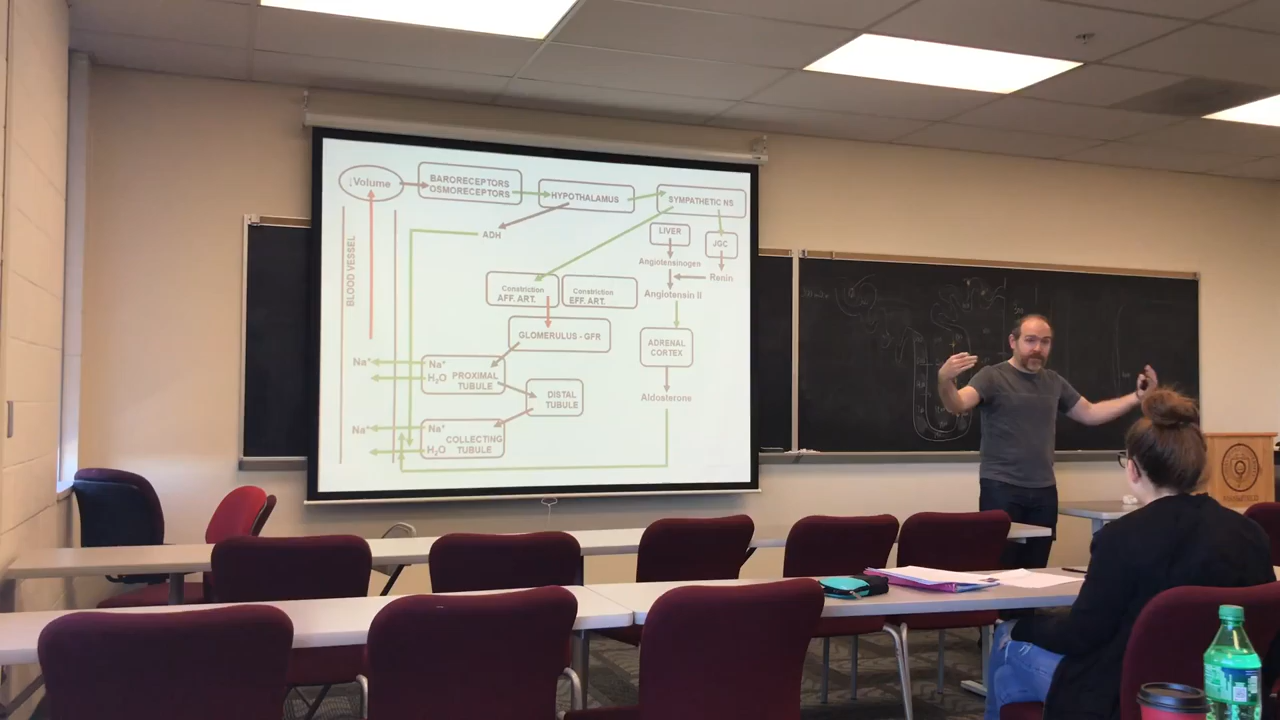 ↓Volume
BARORECEPTORS
OSMORECEPTORS
HYPOTHALAMUS
SYMPATHETIC NS
ADH
LIVER
JGC
BLOOD VESSEL
Angiotensinogen
Renin
Constriction
AFF. ART.
Constriction
EFF. ART.
Angiotensin II
GLOMERULUS - GFR
ADRENAL
CORTEX
Na⁺
Na⁺
H₂O
PROXIMAL
TUBULE
DISTAL
TUBULE
Aldosterone
Na⁺
Na⁺
H₂O
COLLECTING
TUBULE